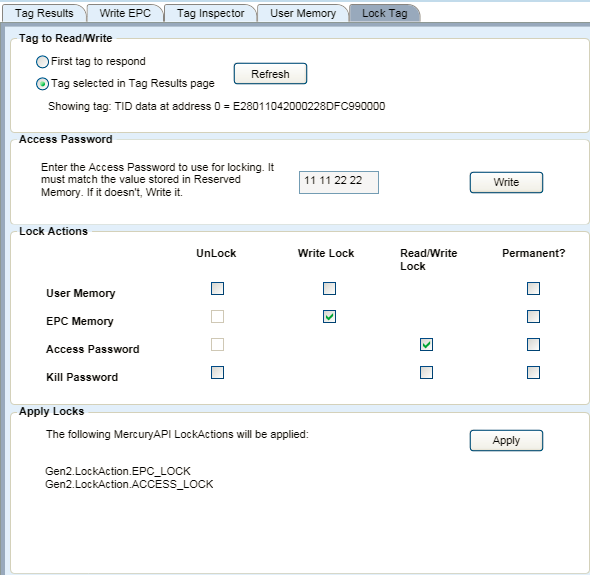 Tag Results Write EPC Tag Inspector User Memory Lock Tag
Tag to Read/Write
First tag to respond
Tag selected in Tag Results page
Refresh
Showing tag: TID data at address 0 = E28011042000228DFC990000
Access Password
Enter the Access Password to use for locking. It
must match the value stored in Reserved
Memory. If it doesn't, Write it.
11 11 22 22
Write
Lock Actions
UnLock Write Lock Read/Write Permanent?
Lock
User Memory
EPC Memory
Access Password
Kill Password
Apply Locks
The following MercuryAPI LockActions will be applied:
Apply
Gen2.LockAction.EPC_LOCK
Gen2.LockAction.ACCESS_LOCK